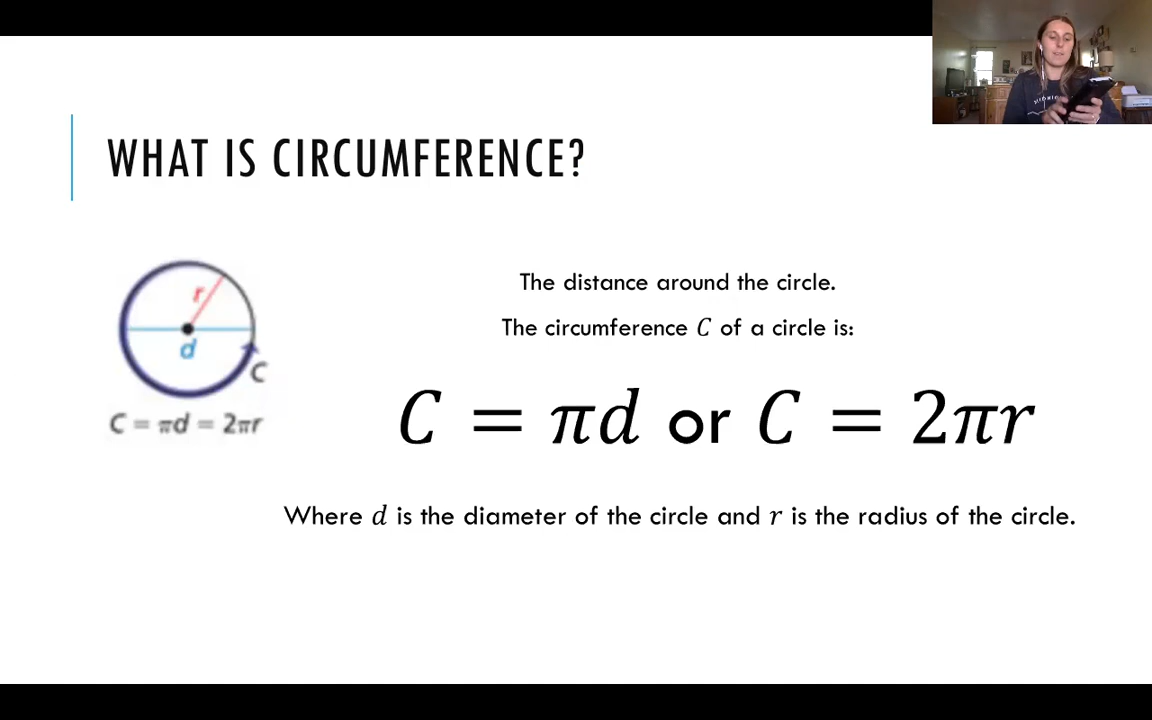 WHAT IS CIRCUMFERENCE?
r
d
C
C = πd = 2πr
The distance around the circle.
The circumference C of a circle is:
C = πd or C = 2πr
Where d is the diameter of the circle and r is the radius of the circle.